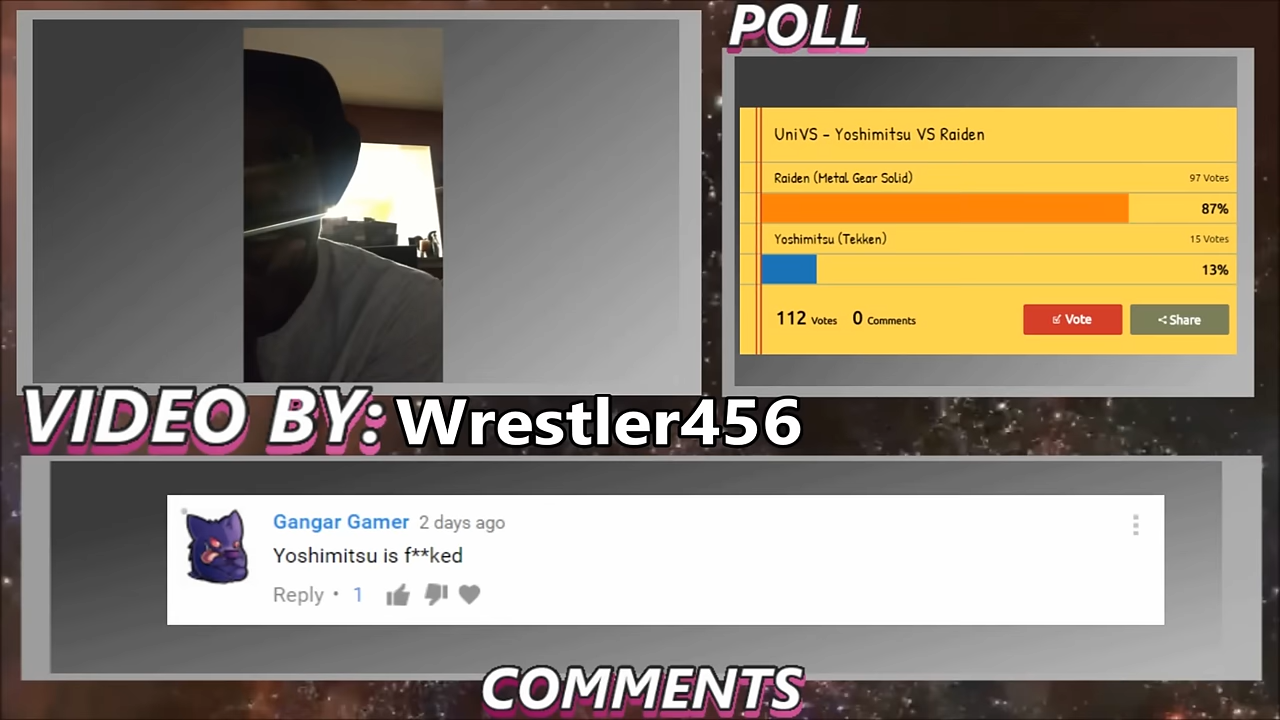 POLL
UniVS - Yoshimitsu VS Raiden
Raiden (Metal Gear Solid) 97 Votes
87%
Yoshimitsu (Tekken) 15 Votes
13%
112 Votes 0 Comments Vote Share
VIDEO BY: Wrestler456
Gangar Gamer 2 days ago
Yoshimitsu is f**ked
Reply • 1
COMMENTS